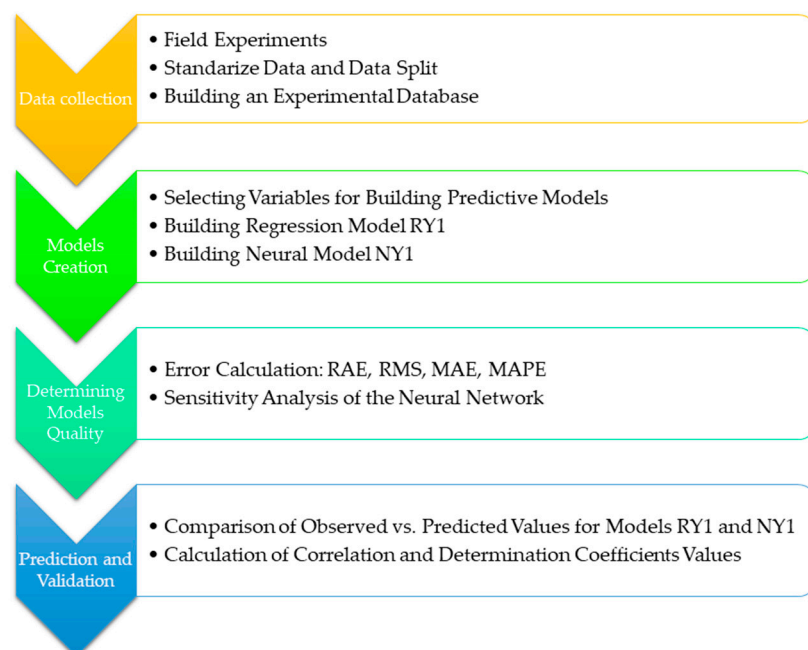 Data collection
• Field Experiments
• Standarize Data and Data Split
• Building an Experimental Database
Models
Creation
• Selecting Variables for Building Predictive Models
• Building Regression Model RY1
• Building Neural Model NY1
Determining
Models
Quality
• Error Calculation: RAE, RMS, MAE, MAPE
• Sensitivity Analysis of the Neural Network
Prediction and
Validation
• Comparison of Observed vs. Predicted Values for Models RY1 and NY1
• Calculation of Correlation and Determination Coefficients Values